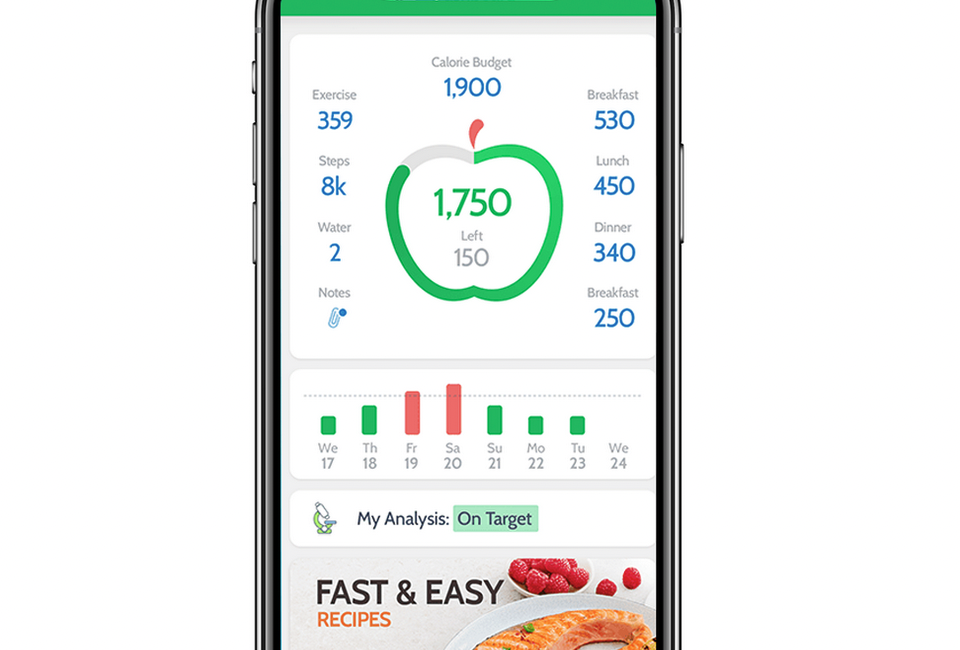 Calorie Budget
1,900
Exercise
359
Breakfast
530
Steps
8k
1,750
Left
150
Lunch
450
Water
2
Dinner
340
Notes
Breakfast
250
We Th Fr Sa Su Mo Tu We
17 18 19 20 21 22 23 24
My Analysis: On Target
FAST & EASY
RECIPES